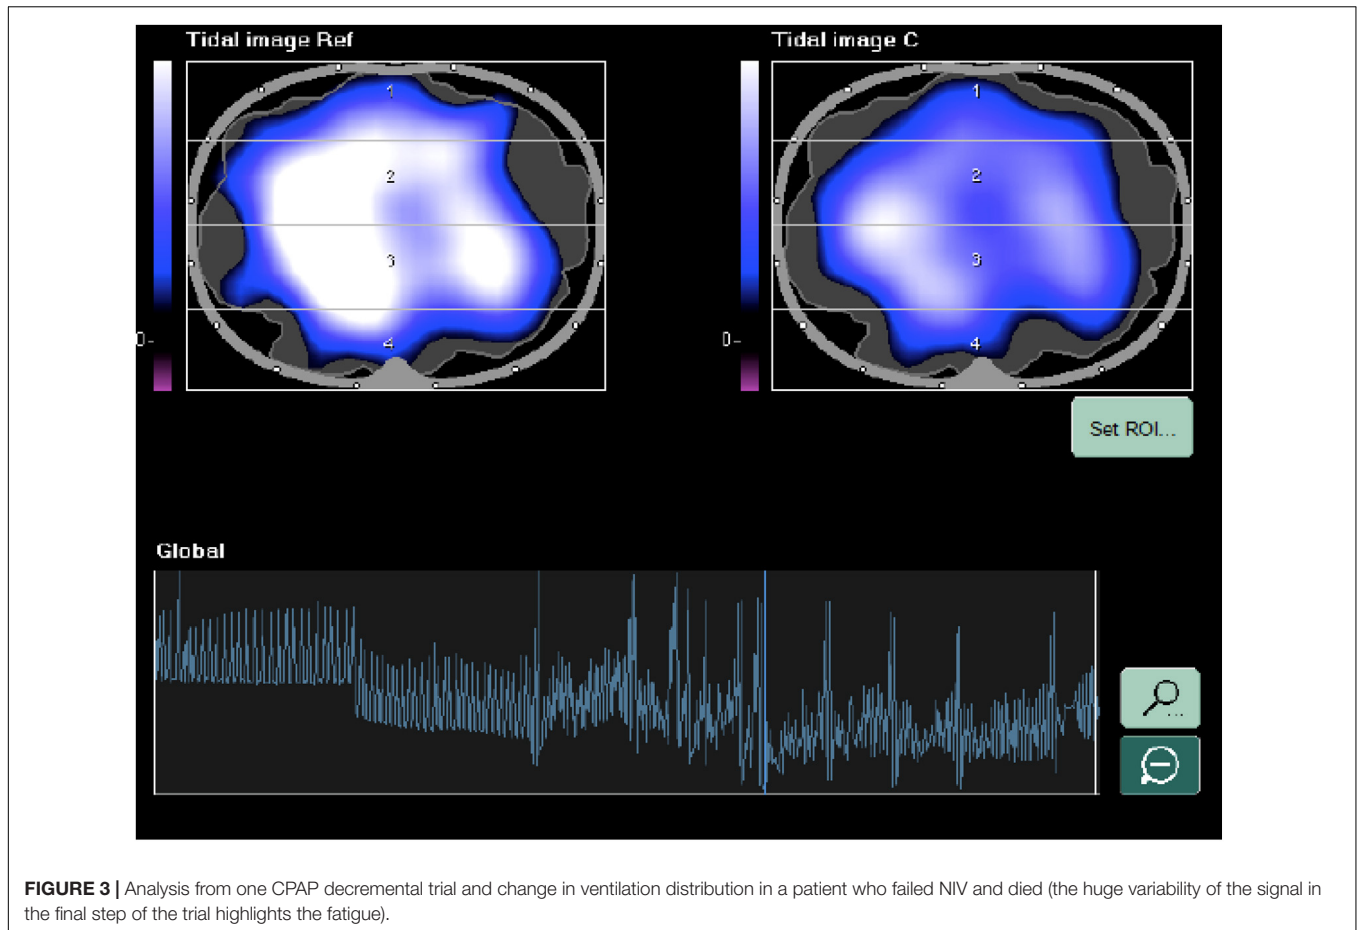 Tidal image Ref
Tidal image C
1
2
3
4
0-
1
2
3
4
0-
Set ROI...
Global
...
FIGURE 3 | Analysis from one CPAP decremental trial and change in ventilation distribution in a patient who failed NIV and died (the huge variability of the signal in
the final step of the trial highlights the fatigue).